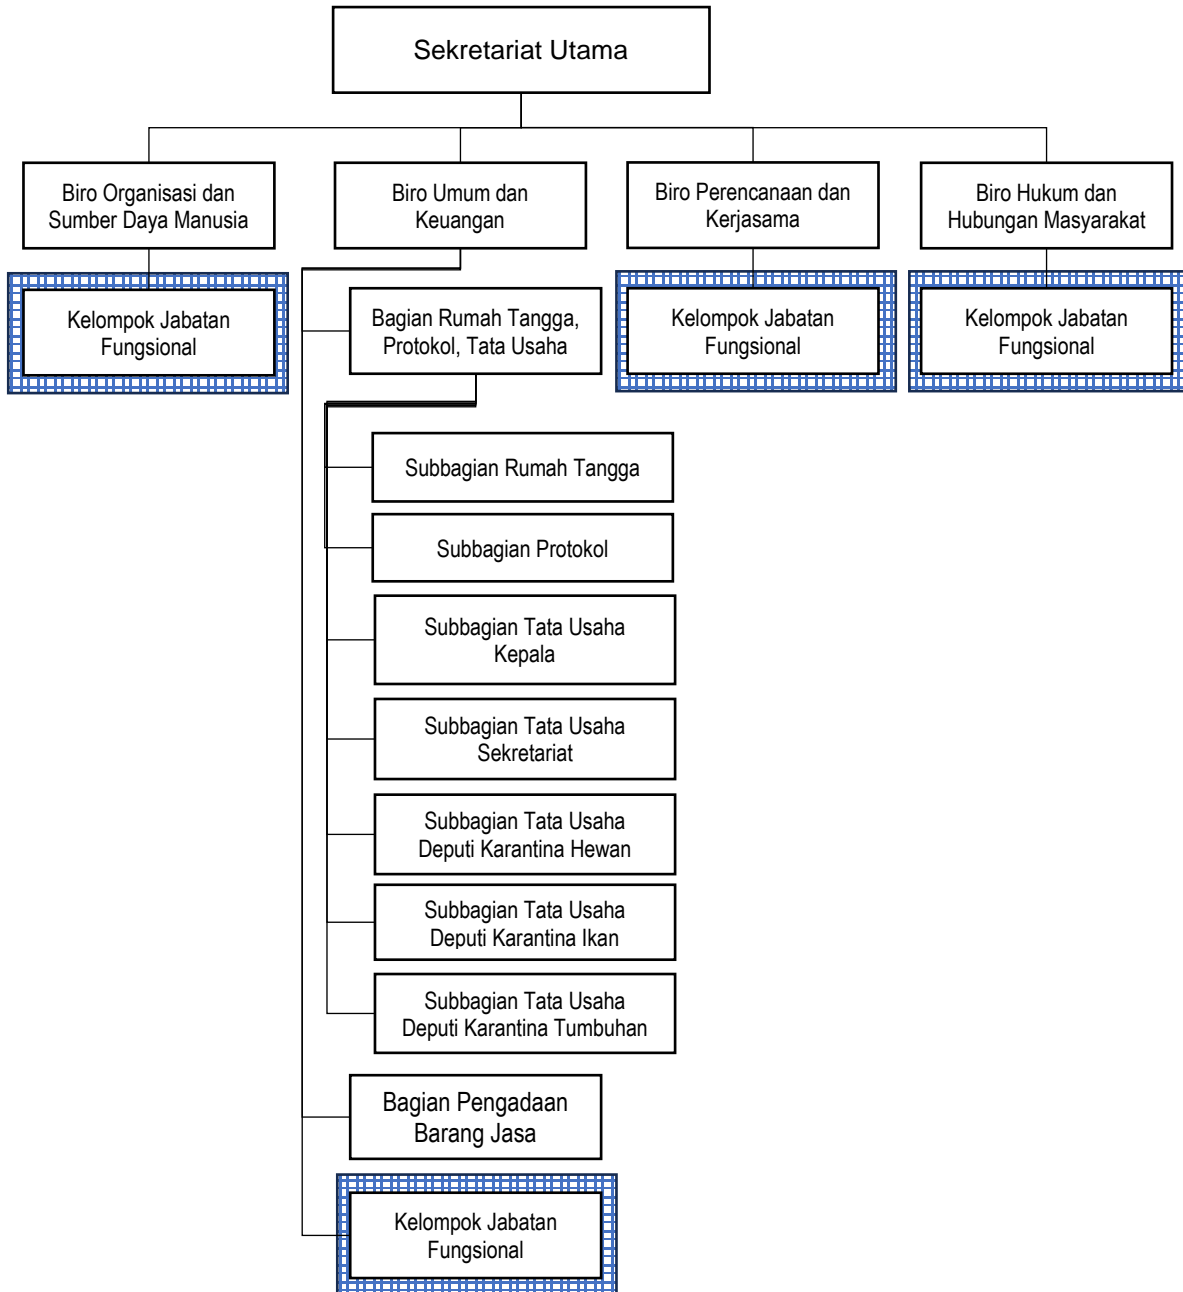 Sekretariat Utama
Biro Organisasi dan
Sumber Daya Manusia
Biro Umum dan
Keuangan
Biro Perencanaan dan
Kerjasama
Biro Hukum dan
Hubungan Masyarakat
Kelompok Jabatan
Fungsional
Bagian Rumah Tangga,
Protokol, Tata Usaha
Kelompok Jabatan
Fungsional
Kelompok Jabatan
Fungsional
Subbagian Rumah Tangga
Subbagian Protokol
Subbagian Tata Usaha
Kepala
Subbagian Tata Usaha
Sekretariat
Subbagian Tata Usaha
Deputi Karantina Hewan
Subbagian Tata Usaha
Deputi Karantina Ikan
Subbagian Tata Usaha
Deputi Karantina Tumbuhan
Bagian Pengadaan
Barang Jasa
Kelompok Jabatan
Fungsional